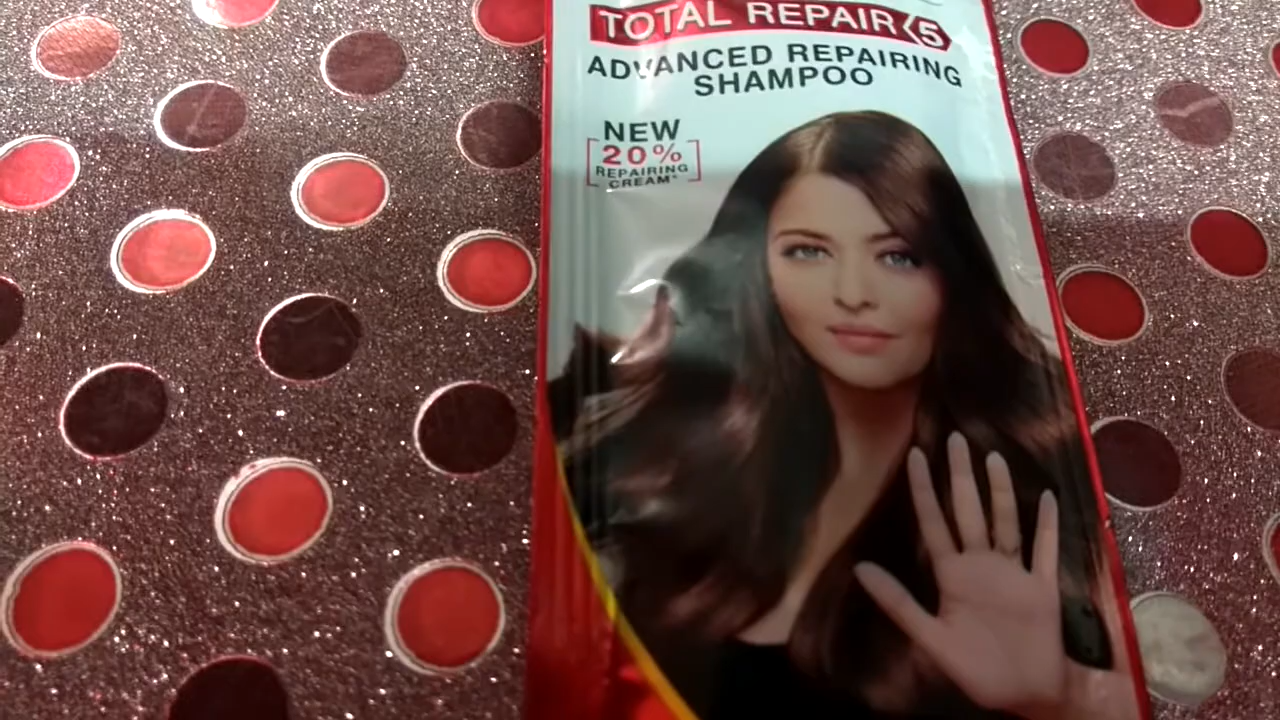 TOTAL REPAIR 5
ADVANCED REPAIRING
SHAMPOO
NEW
20%
REPAIRING
CREAM*